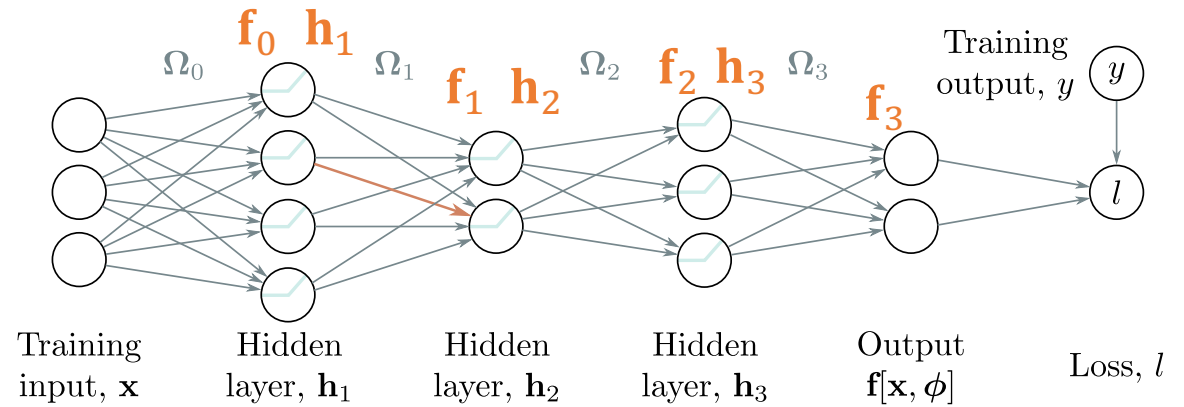 f₀ h₁
Ω₀
Ω₁
f₁ h₂
Ω₂
f₂ h₃
Ω₃
f₃
Training
output, y
y
l
Training
input, x
Hidden
layer, h₁
Hidden
layer, h₂
Hidden
layer, h₃
Output
f[x, ϕ]
Loss, l